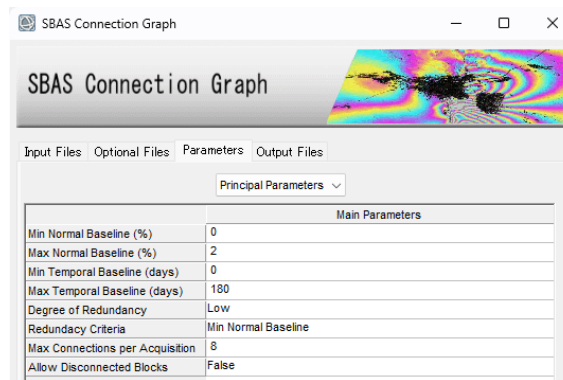 SBAS Connection Graph
SBAS Connection Graph
Input Files Optional Files Parameters Output Files
Principal Parameters
Main Parameters
Min Normal Baseline (%) 0
Max Normal Baseline (%) 2
Min Temporal Baseline (days) 0
Max Temporal Baseline (days) 180
Degree of Redundancy Low
Redundacy Criteria Min Normal Baseline
Max Connections per Acquisition 8
Allow Disconnected Blocks False